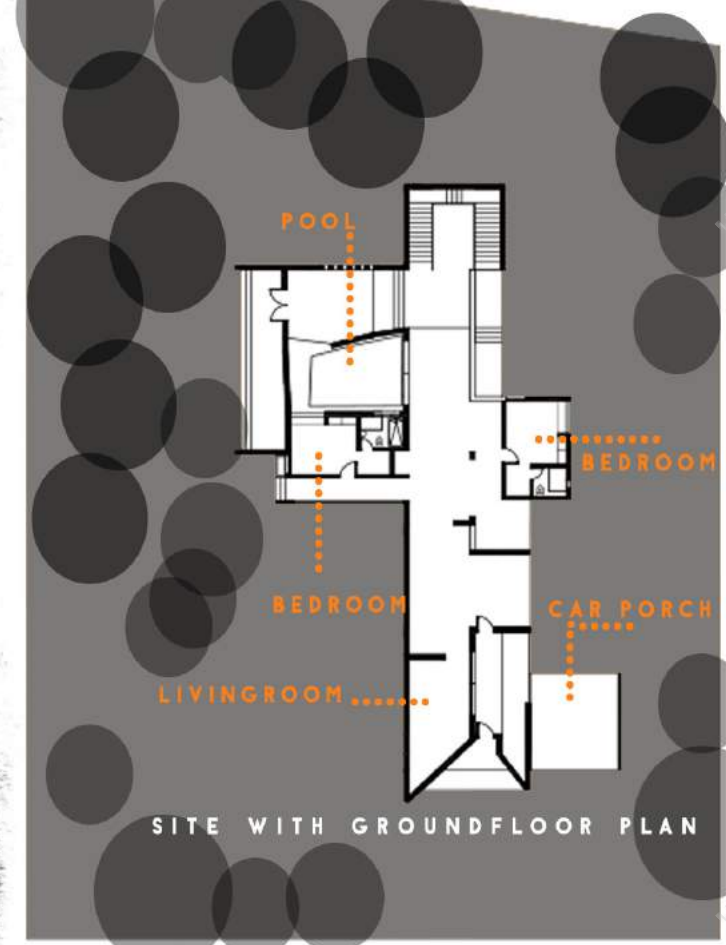 POOL
BEDROOM
BEDROOM
CAR PORCH
LIVINGROOM
SITE WITH GROUNDFLOOR PLAN